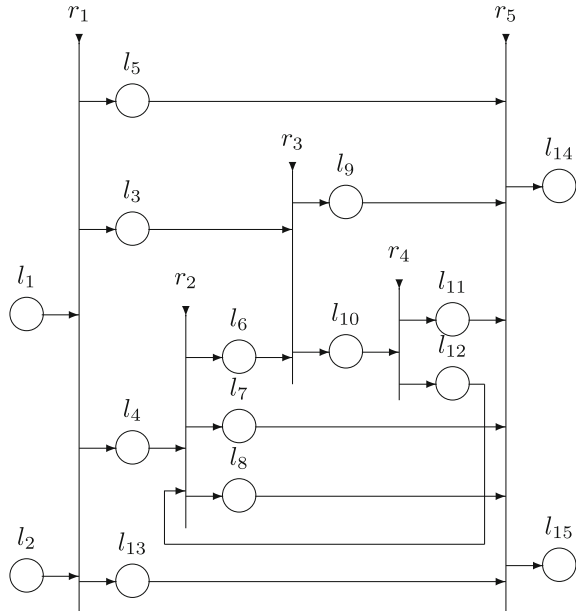 r₁ r₅
l₅
r₃
l₉ l₁₄
l₃
r₄
r₂
l₁ l₁₁
l₆ l₁₀
l₁₂
l₇
l₄
l₈
l₂ l₁₃ l₁₅